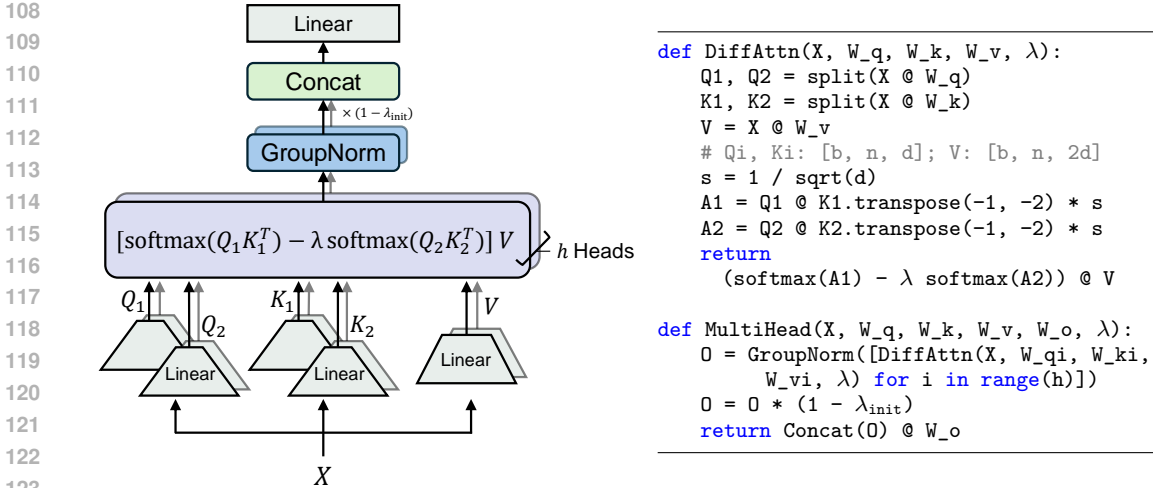 108
109
110
111
112
113
114
115
116
117
118
119
120
121
122
123
Linear
Concat
× (1 − λ_init)
GroupNorm
[softmax(Q₁K₁ᵀ) − λ softmax(Q₂K₂ᵀ)] V
h Heads
Q₁
Q₂
K₁
K₂
V
Linear
Linear
Linear
X
def DiffAttn(X, W_q, W_k, W_v, λ):
    Q1, Q2 = split(X @ W_q)
    K1, K2 = split(X @ W_k)
    V = X @ W_v
    # Qi, Ki: [b, n, d]; V: [b, n, 2d]
    s = 1 / sqrt(d)
    A1 = Q1 @ K1.transpose(−1, −2) * s
    A2 = Q2 @ K2.transpose(−1, −2) * s
    return
      (softmax(A1) − λ softmax(A2)) @ V
def MultiHead(X, W_q, W_k, W_v, W_o, λ):
    O = GroupNorm([DiffAttn(X, W_qi, W_ki,
          W_vi, λ) for i in range(h)])
    O = O * (1 − λ_init)
    return Concat(O) @ W_o